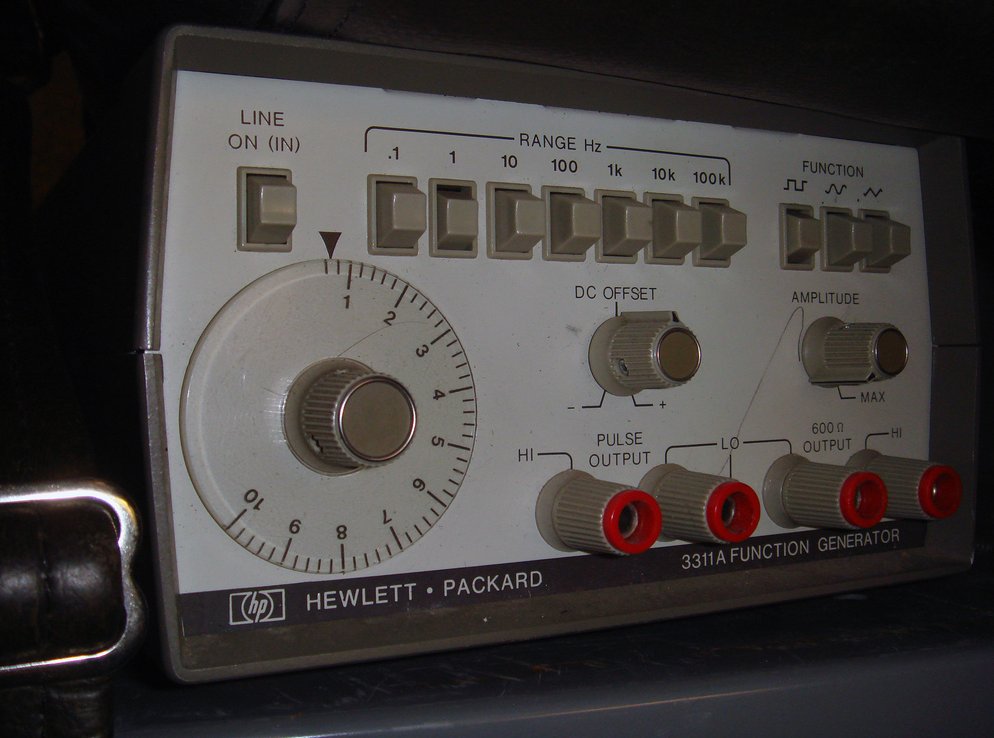 LINE
ON (IN)
RANGE Hz
.1 1 10 100 1k 10k 100k
FUNCTION
1
2
3
4
5
6
7
8
9
10
DC OFFSET
- +
AMPLITUDE
MAX
HI
PULSE
OUTPUT
LO
600 Ω
OUTPUT
HI
hp HEWLETT • PACKARD
3311A FUNCTION GENERATOR